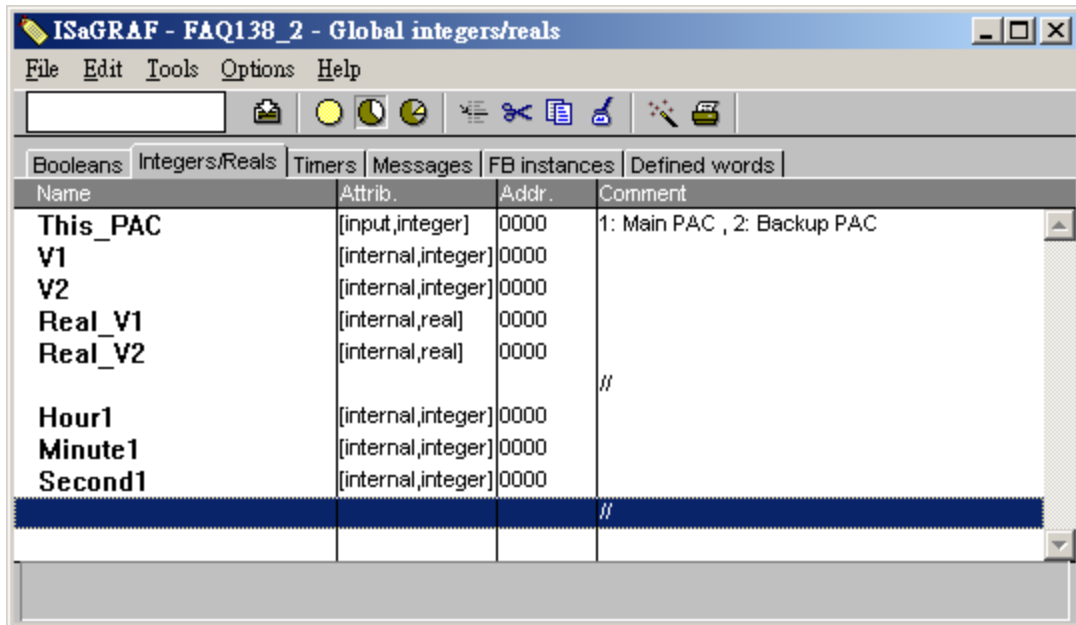 ISaGRAF - FAQ138_2 - Global integers/reals
File Edit Tools Options Help
Booleans Integers/Reals Timers Messages FB instances Defined words
Name Attrib. Addr. Comment
This_PAC [input,integer] 0000 1: Main PAC , 2: Backup PAC
V1 [internal,integer] 0000
V2 [internal,integer] 0000
Real_V1 [internal,real] 0000
Real_V2 [internal,real] 0000
//
Hour1 [internal,integer] 0000
Minute1 [internal,integer] 0000
Second1 [internal,integer] 0000
//